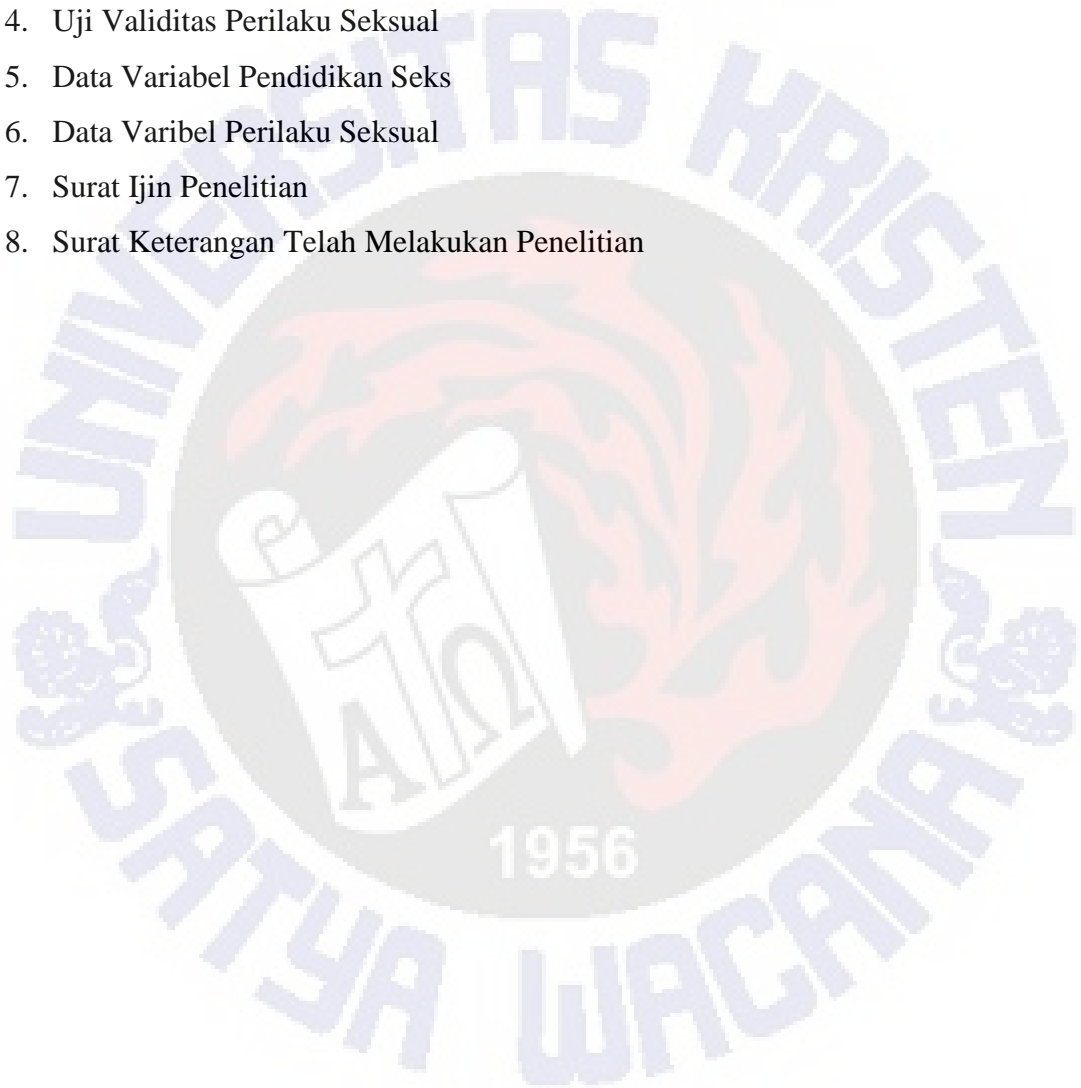 4. Uji Validitas Perilaku Seksual
5. Data Variabel Pendidikan Seks
6. Data Varibel Perilaku Seksual
7. Surat Ijin Penelitian
8. Surat Keterangan Telah Melakukan Penelitian
UNIVERSITAS KRISTEN
ΑΩ
1956
SATYA WACANA